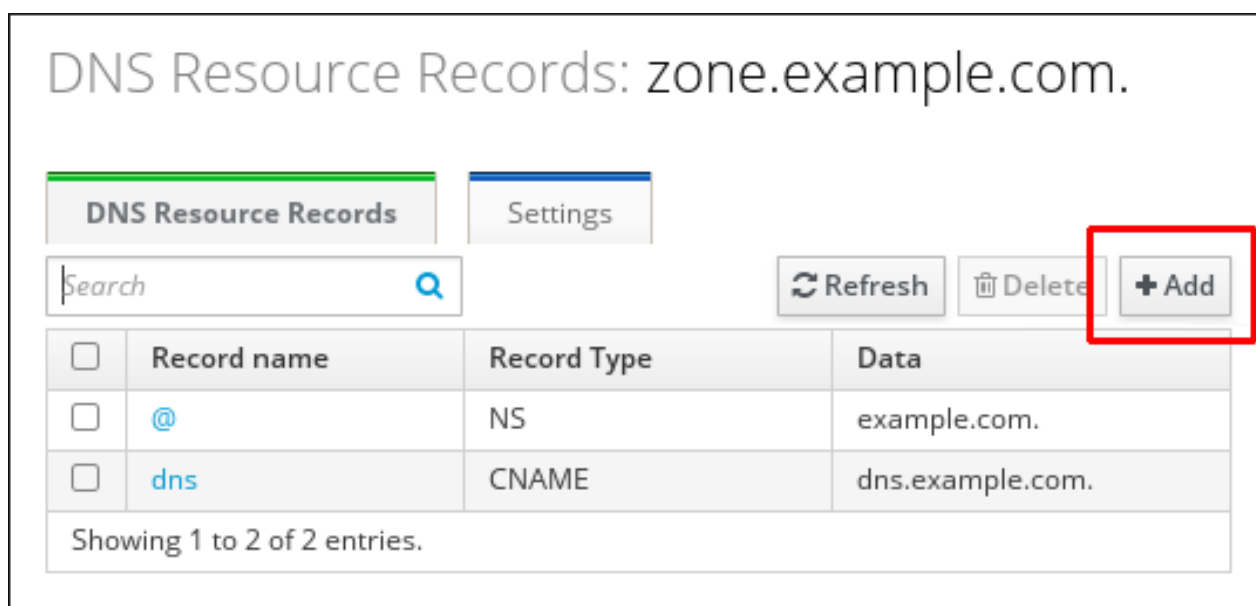 DNS Resource Records: zone.example.com.
DNS Resource Records Settings
Search Refresh Delete Add
Record name Record Type Data
@ NS example.com.
dns CNAME dns.example.com.
Showing 1 to 2 of 2 entries.